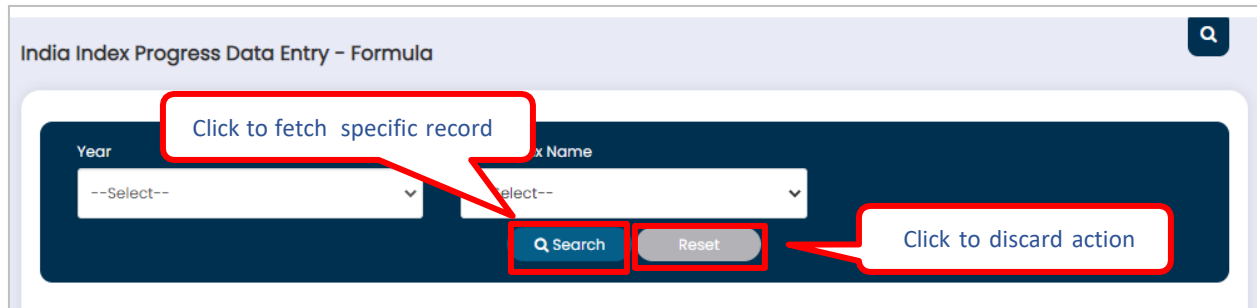 India Index Progress Data Entry - Formula
Click to fetch specific record
Year
x Name
--Select--
elect--
Search
Reset
Click to discard action